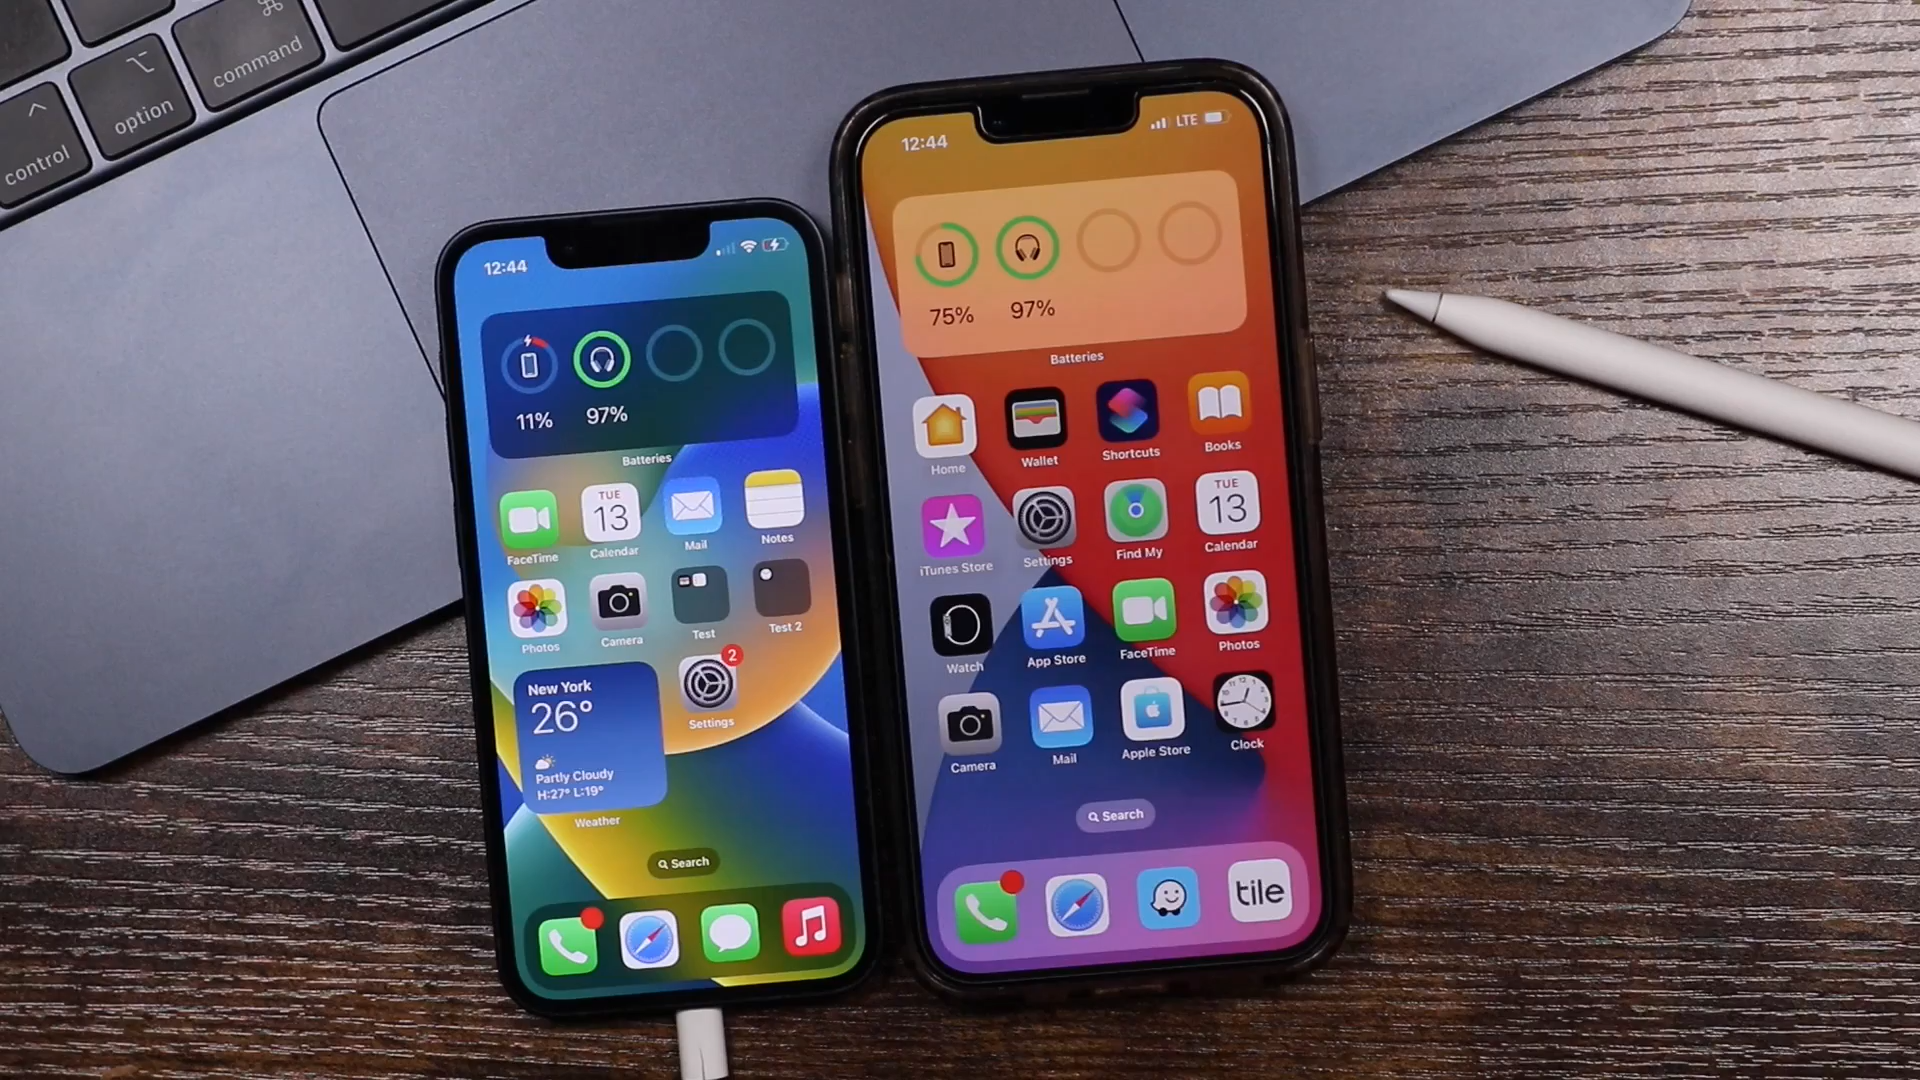 ⌘
command
⌥
option
^
control
12:44
11% 97%
Batteries
FaceTime
TUE
13
Calendar
Mail
Notes
Photos
Camera
Test
Test 2
New York
26°
Partly Cloudy
H:27° L:19°
Weather
2
Settings
Search
12:44
LTE
75% 97%
Batteries
Home
Wallet
Shortcuts
Books
iTunes Store
Settings
Find My
TUE
13
Calendar
Watch
App Store
FaceTime
Photos
Camera
Mail
Apple Store
Clock
Search
tile